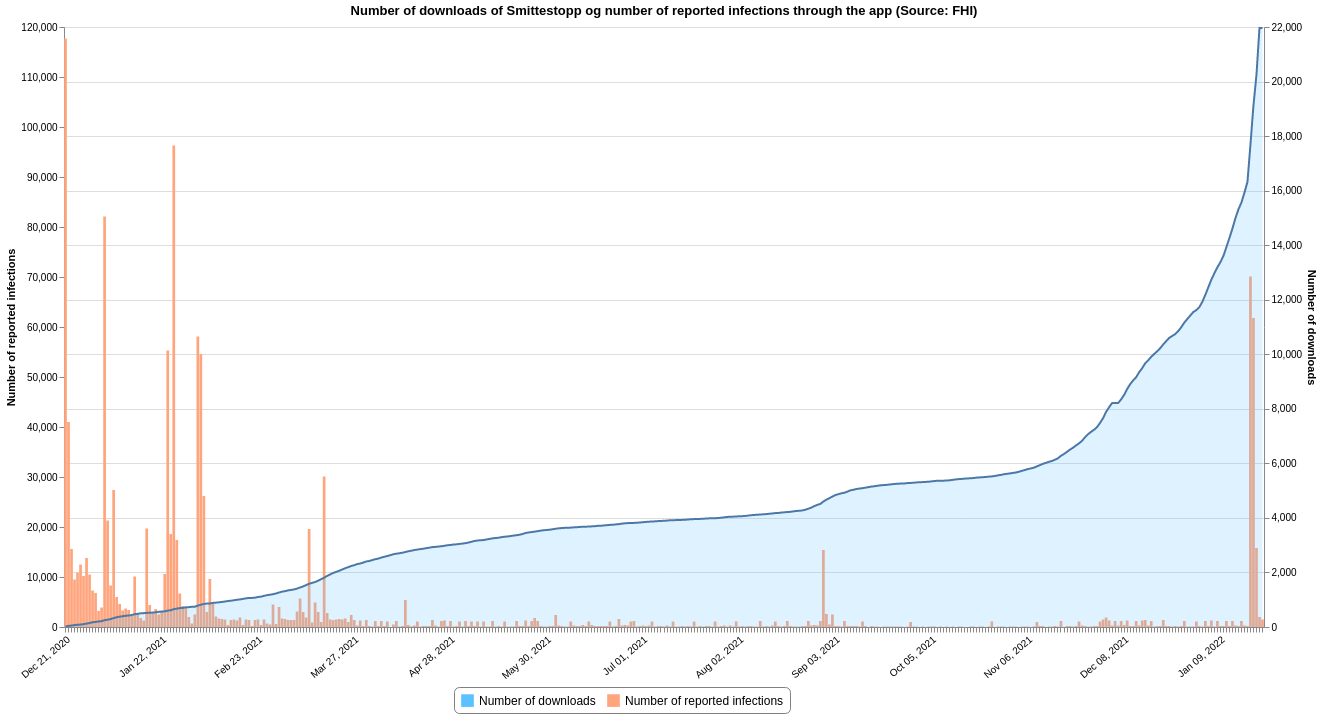 Number of downloads of Smittestopp og number of reported infections through the app (Source: FHI)
120,000
110,000
100,000
90,000
80,000
70,000
60,000
50,000
40,000
30,000
20,000
10,000
0
Number of reported infections
22,000
20,000
18,000
16,000
14,000
12,000
10,000
8,000
6,000
4,000
2,000
0
Number of downloads
Dec 21, 2020
Jan 22, 2021
Feb 23, 2021
Mar 27, 2021
Apr 28, 2021
May 30, 2021
Jul 01, 2021
Aug 02, 2021
Sep 03, 2021
Oct 05, 2021
Nov 06, 2021
Dec 08, 2021
Jan 09, 2022
Number of downloads
Number of reported infections